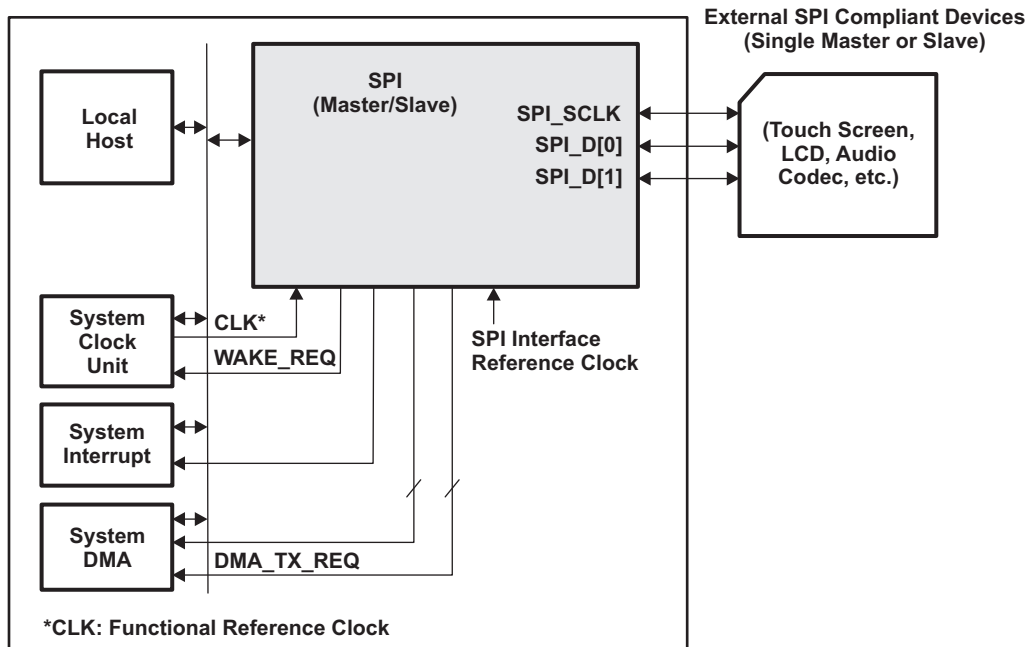 External SPI Compliant Devices
(Single Master or Slave)
SPI
(Master/Slave)
Local
Host
SPI_SCLK
SPI_D[0]
SPI_D[1]
(Touch Screen,
LCD, Audio
Codec, etc.)
System
Clock
Unit
CLK*
WAKE_REQ
SPI Interface
Reference Clock
System
Interrupt
System
DMA
DMA_TX_REQ
*CLK: Functional Reference Clock